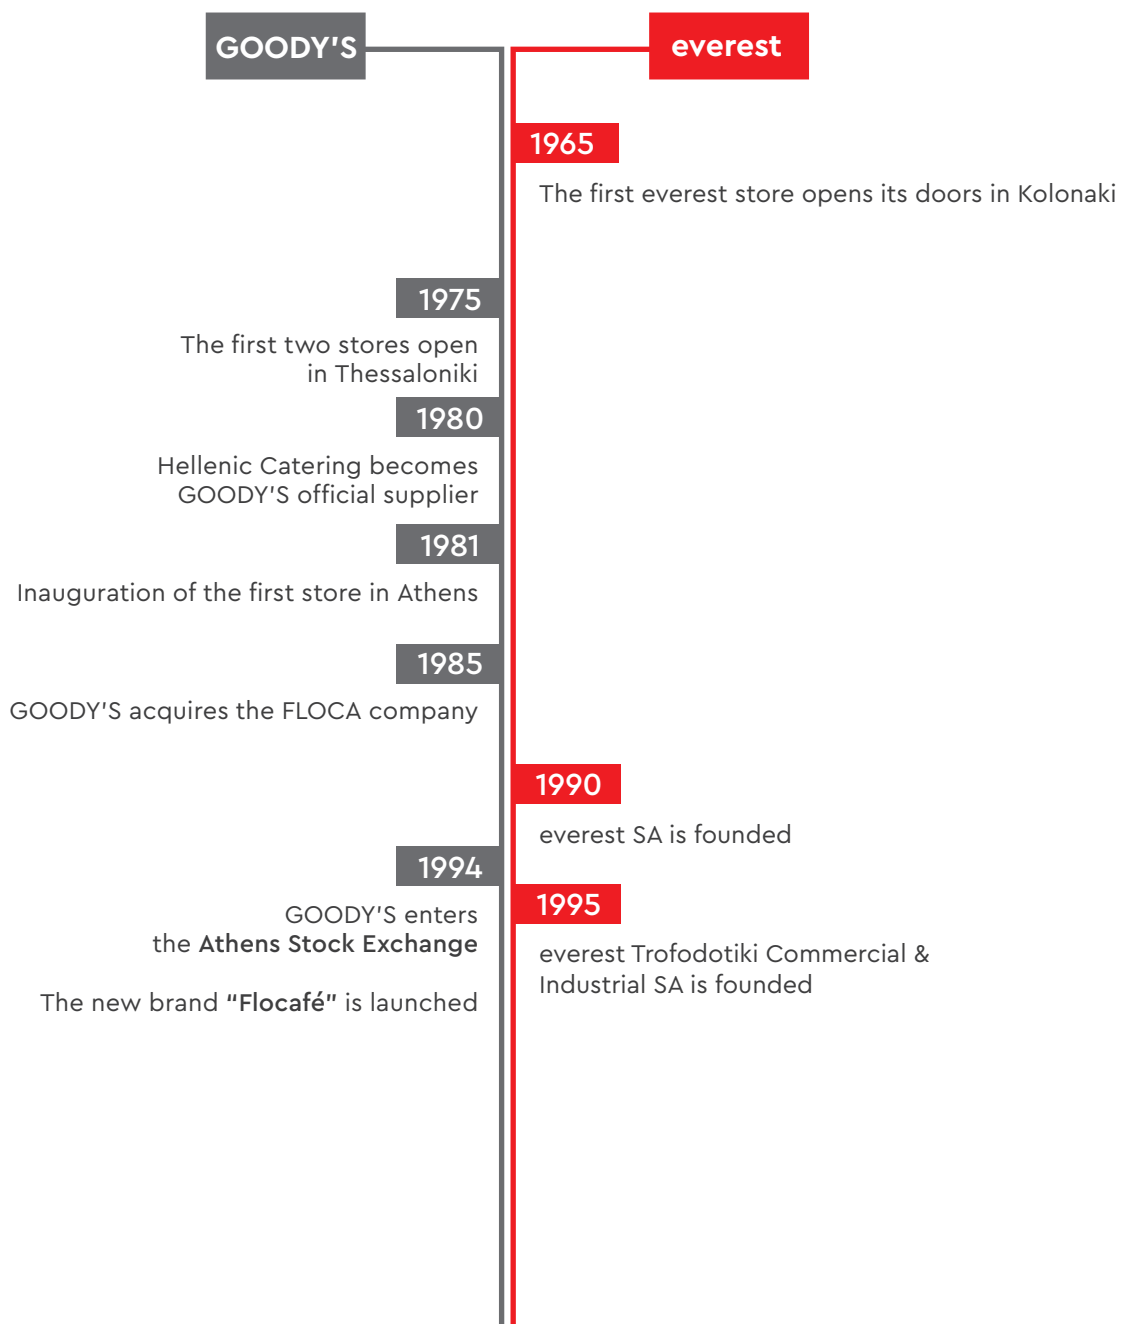 GOODY'S
everest
1965
The first everest store opens its doors in Kolonaki
1975
The first two stores open
in Thessaloniki
1980
Hellenic Catering becomes
GOODY'S official supplier
1981
Inauguration of the first store in Athens
1985
GOODY'S acquires the FLOCA company
1990
everest SA is founded
1994
GOODY'S enters
the Athens Stock Exchange
The new brand “Flocafé” is launched
1995
everest Trofodotiki Commercial &
Industrial SA is founded